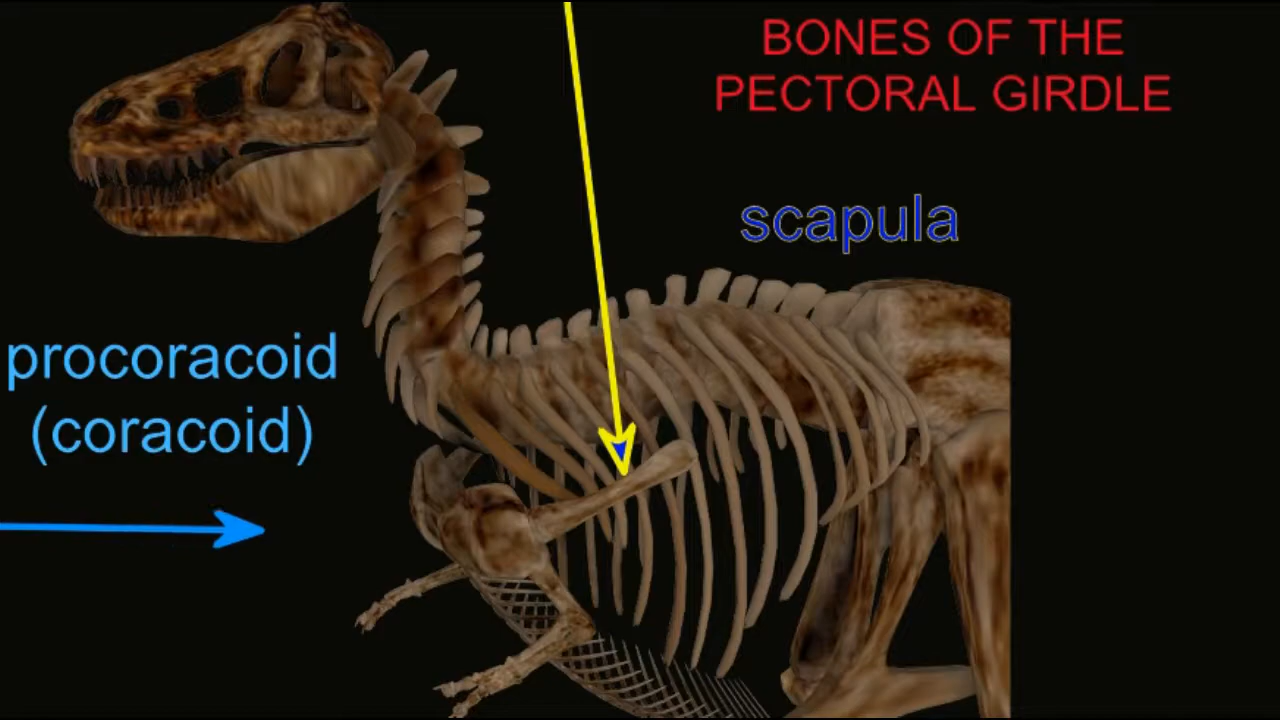 BONES OF THE
PECTORAL GIRDLE
scapula
procoracoid
(coracoid)